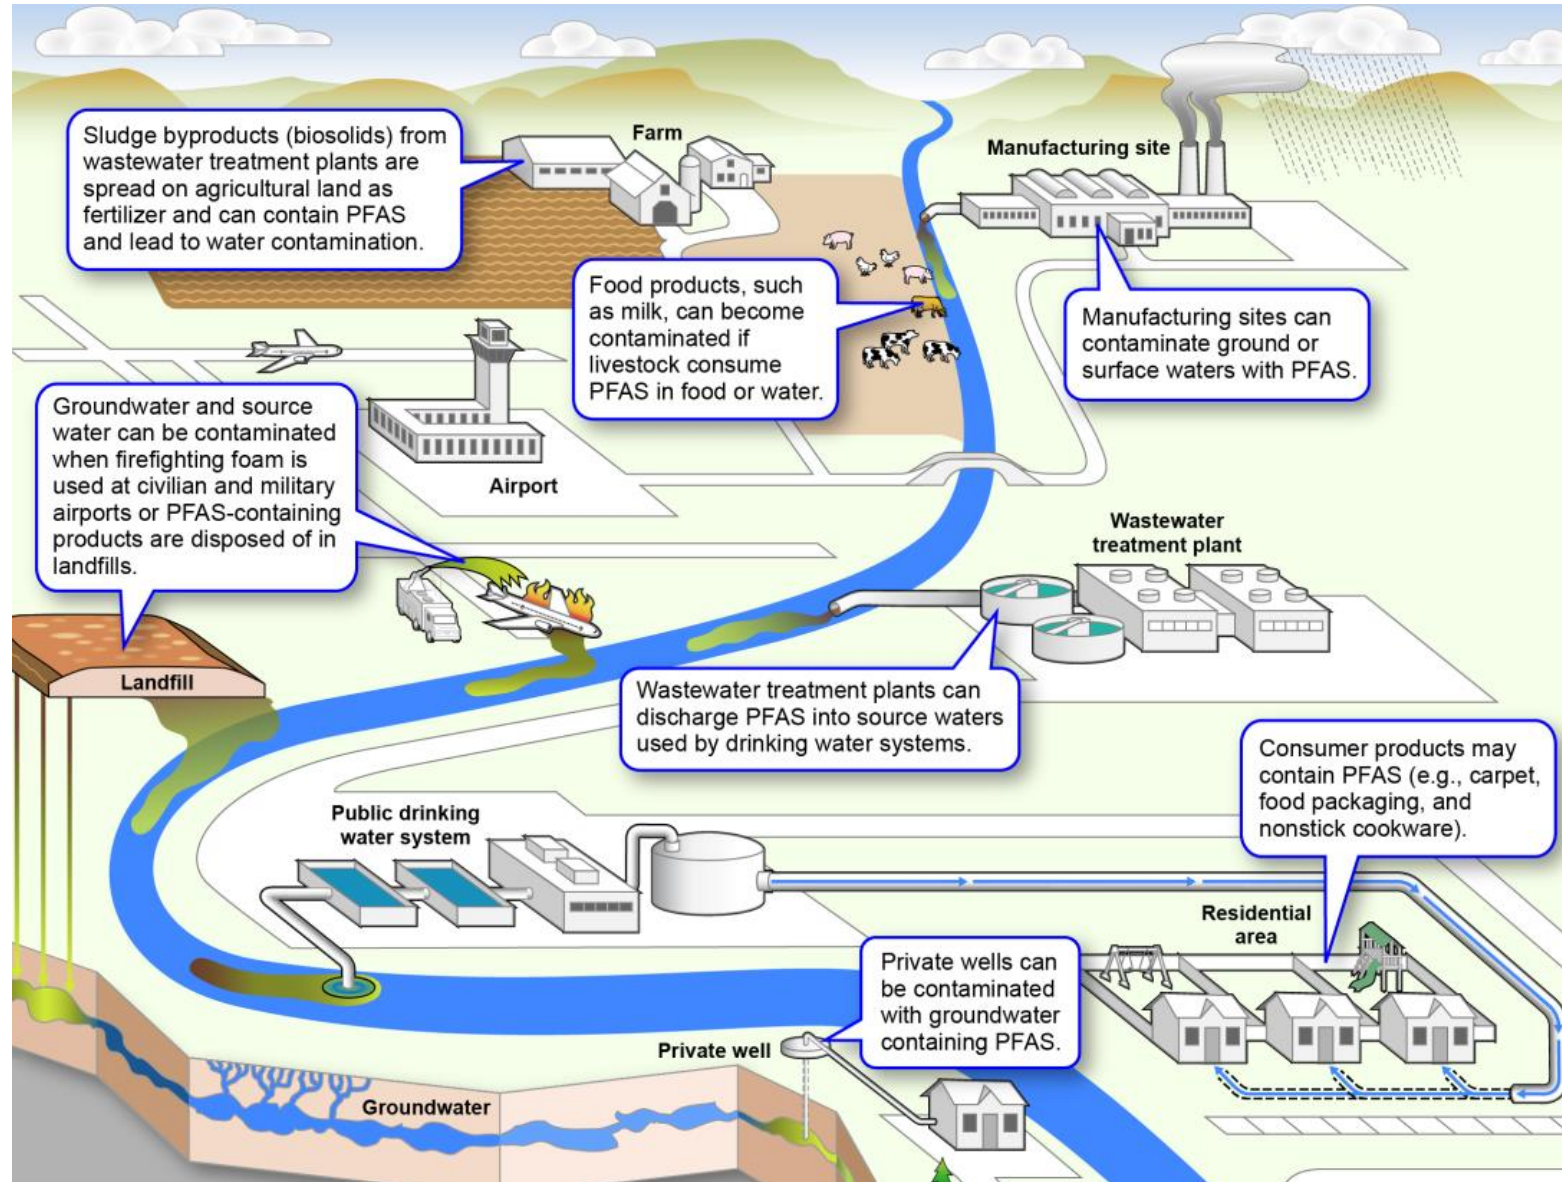 Farm
Manufacturing site
Sludge byproducts (biosolids) from
wastewater treatment plants are
spread on agricultural land as
fertilizer and can contain PFAS
and lead to water contamination.
Food products, such
as milk, can become
contaminated if
livestock consume
PFAS in food or water.
Manufacturing sites can
contaminate ground or
surface waters with PFAS.
Groundwater and source
water can be contaminated
when firefighting foam is
used at civilian and military
airports or PFAS-containing
products are disposed of in
landfills.
Airport
Wastewater
treatment plant
Landfill
Wastewater treatment plants can
discharge PFAS into source waters
used by drinking water systems.
Consumer products may
contain PFAS (e.g., carpet,
food packaging, and
nonstick cookware).
Public drinking
water system
Residential
area
Private wells can
be contaminated
with groundwater
containing PFAS.
Private well
Groundwater